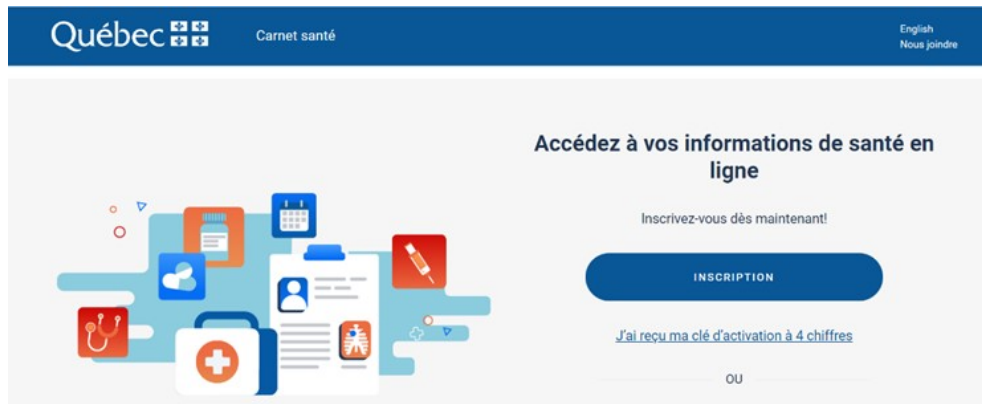 Québec
Carnet santé
English
Nous joindre
Accédez à vos informations de santé en
ligne
Inscrivez-vous dès maintenant!
INSCRIPTION
J'ai reçu ma clé d'activation à 4 chiffres
OU